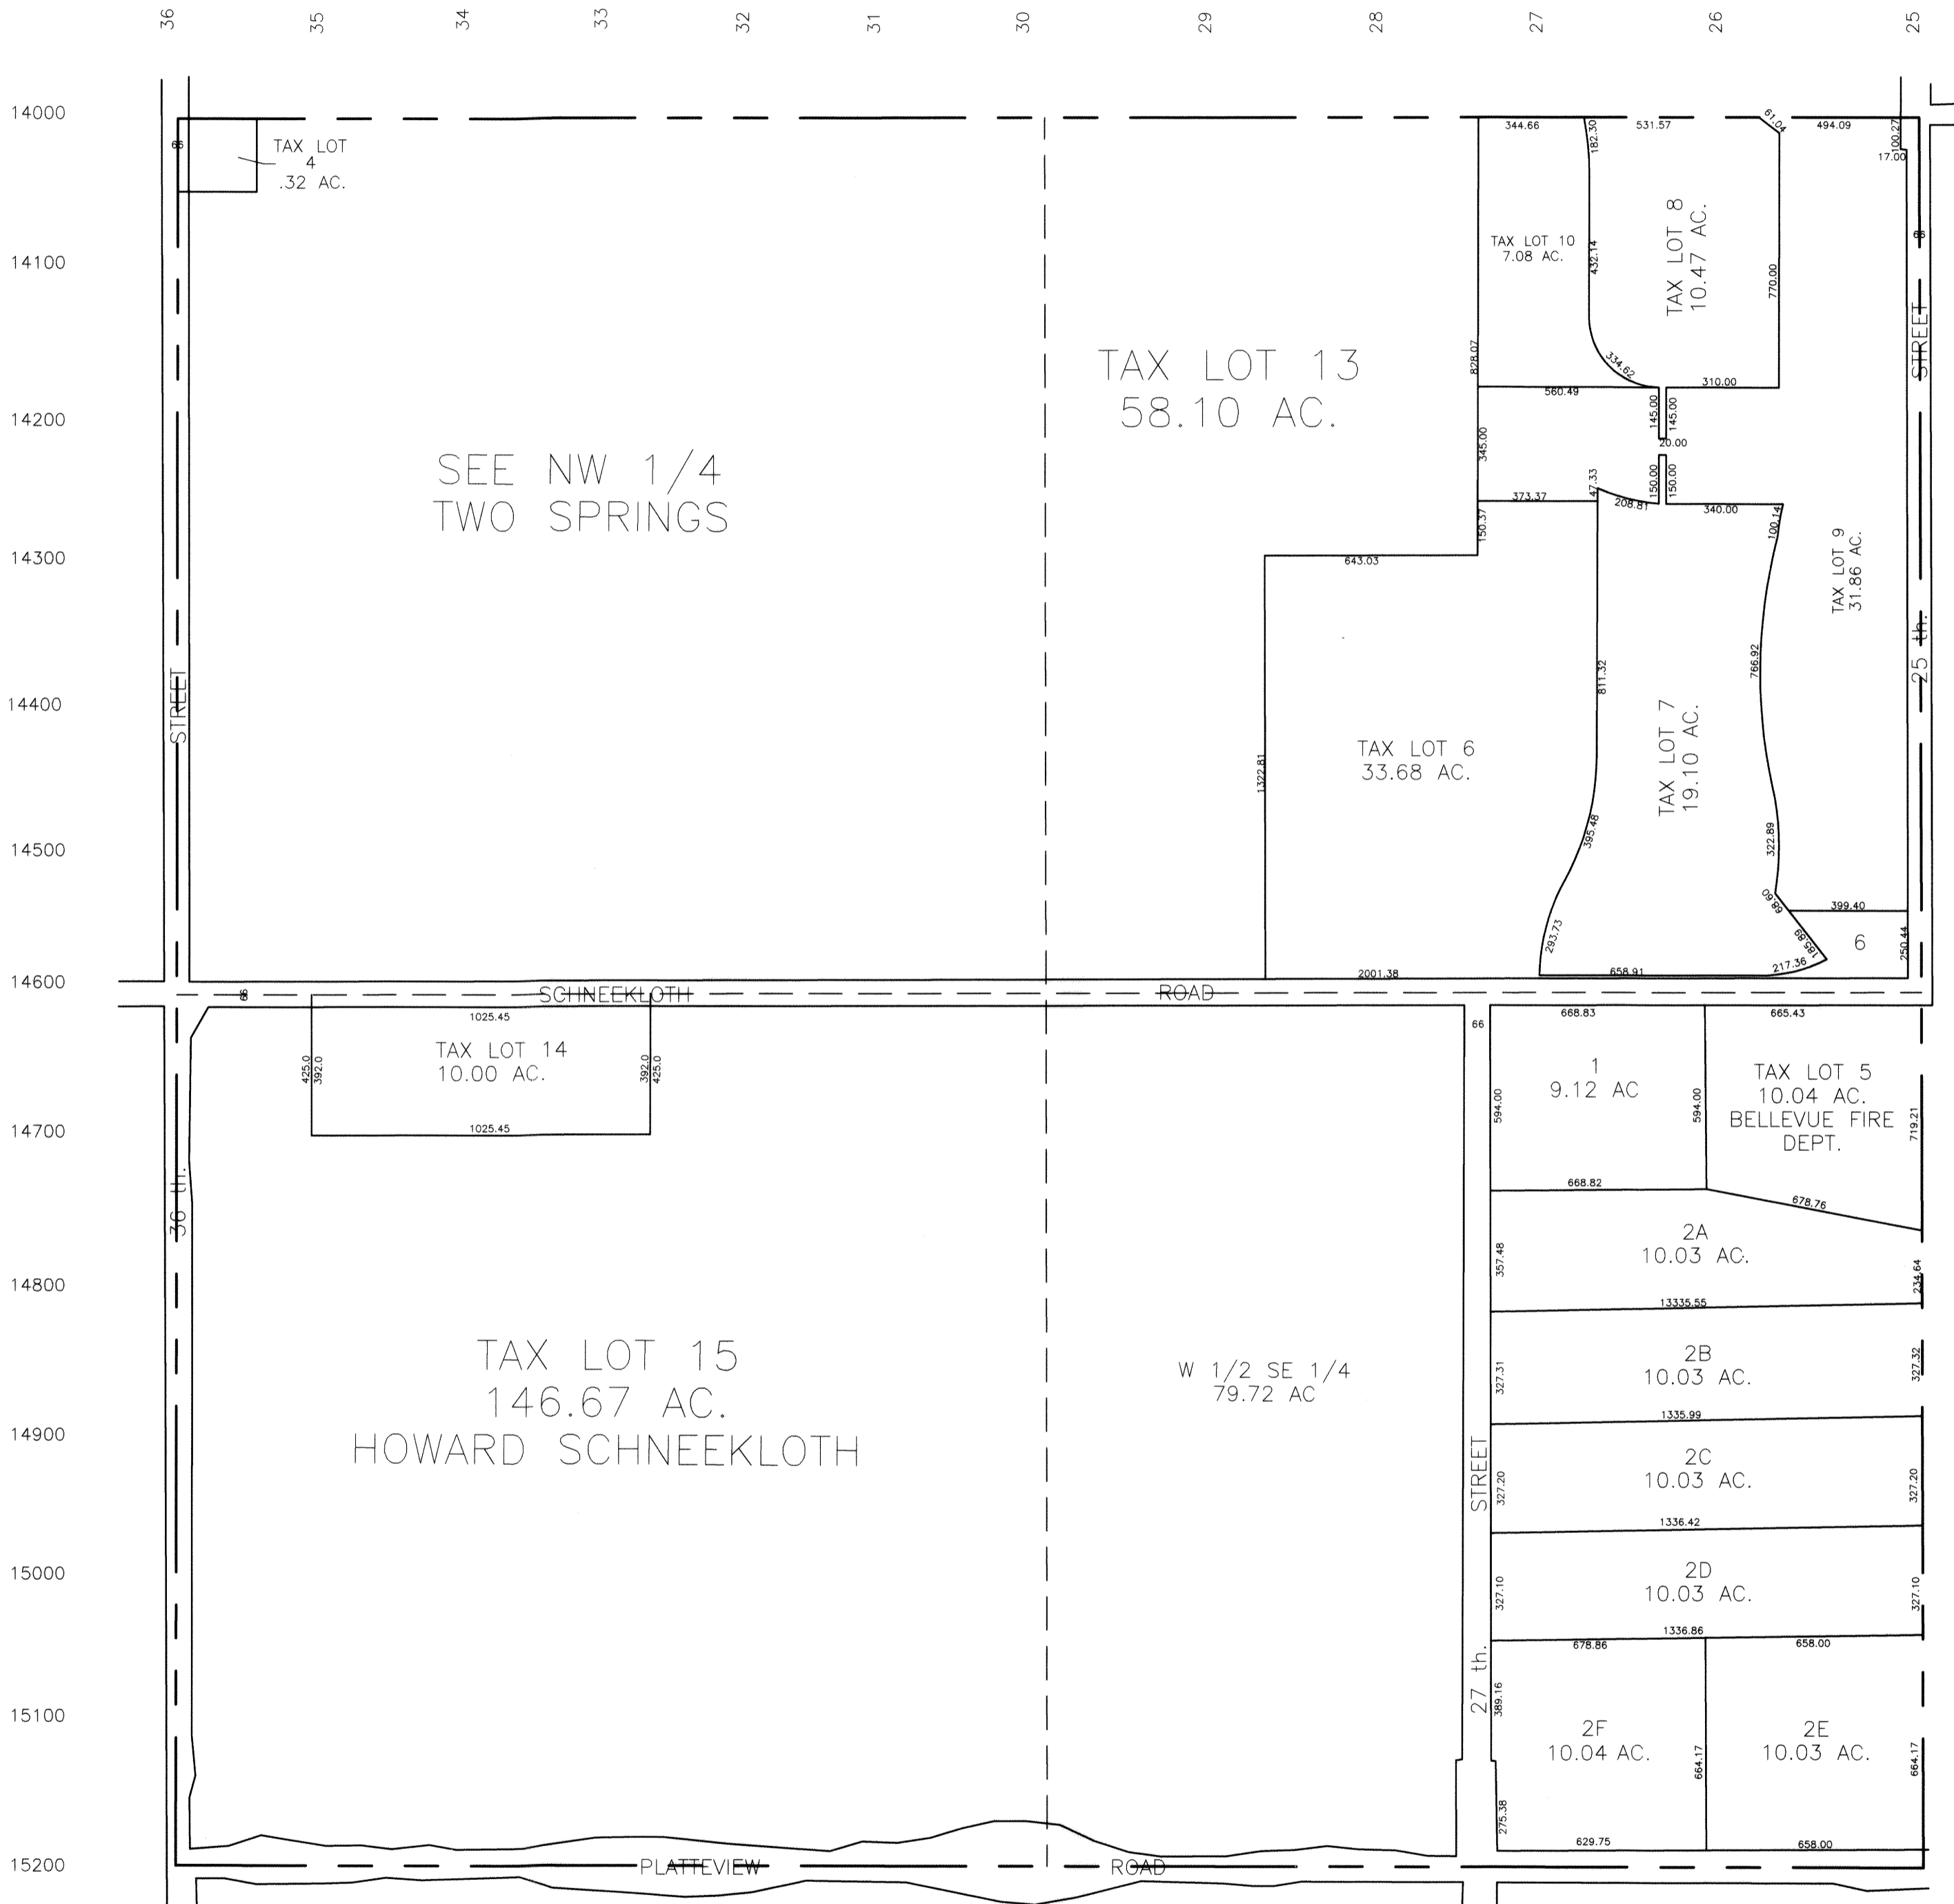 36 35 34 33 32 31 30 29 28 27 26 25
14000
14100
14200
14300
14400
14500
14600
14700
14800
14900
15000
15100
15200
66
TAX LOT
4
.32 AC.
SEE NW 1/4
TWO SPRINGS
TAX LOT 13
58.10 AC.
344.66
182.30
531.57
61.04
494.09
100.27
17.00
66
TAX LOT 10
7.08 AC.
432.14
TAX LOT 8
10.47 AC.
770.00
828.07
334.62
560.49
310.00
145.00
145.00
20.00
345.00
150.00
150.00
47.33
373.37
208.81
340.00
150.37
100.14
643.03
TAX LOT 9
31.86 AC.
STREET
25 th.
1322.81
TAX LOT 6
33.68 AC.
811.32
TAX LOT 7
19.10 AC.
766.92
395.48
322.89
293.73
68.60
399.40
185.89
6
250.44
217.36
658.91
2001.38
STREET
36 th.
66
SCHNEEKLOTH ROAD
1025.45
TAX LOT 14
10.00 AC.
425.0
392.0
392.0
425.0
1025.45
66
668.83
665.43
1
9.12 AC
594.00
594.00
TAX LOT 5
10.04 AC.
BELLEVUE FIRE
DEPT.
719.21
668.82
678.76
2A
10.03 AC.
357.48
234.64
13335.55
TAX LOT 15
146.67 AC.
HOWARD SCHNEEKLOTH
W 1/2 SE 1/4
79.72 AC
2B
10.03 AC.
327.31
327.32
1335.99
2C
10.03 AC.
327.20
327.20
1336.42
STREET
27 th.
2D
10.03 AC.
327.10
327.10
1336.86
678.86
658.00
389.16
2F
10.04 AC.
664.17
2E
10.03 AC.
664.17
275.38
629.75
658.00
PLATTEVIEW ROAD